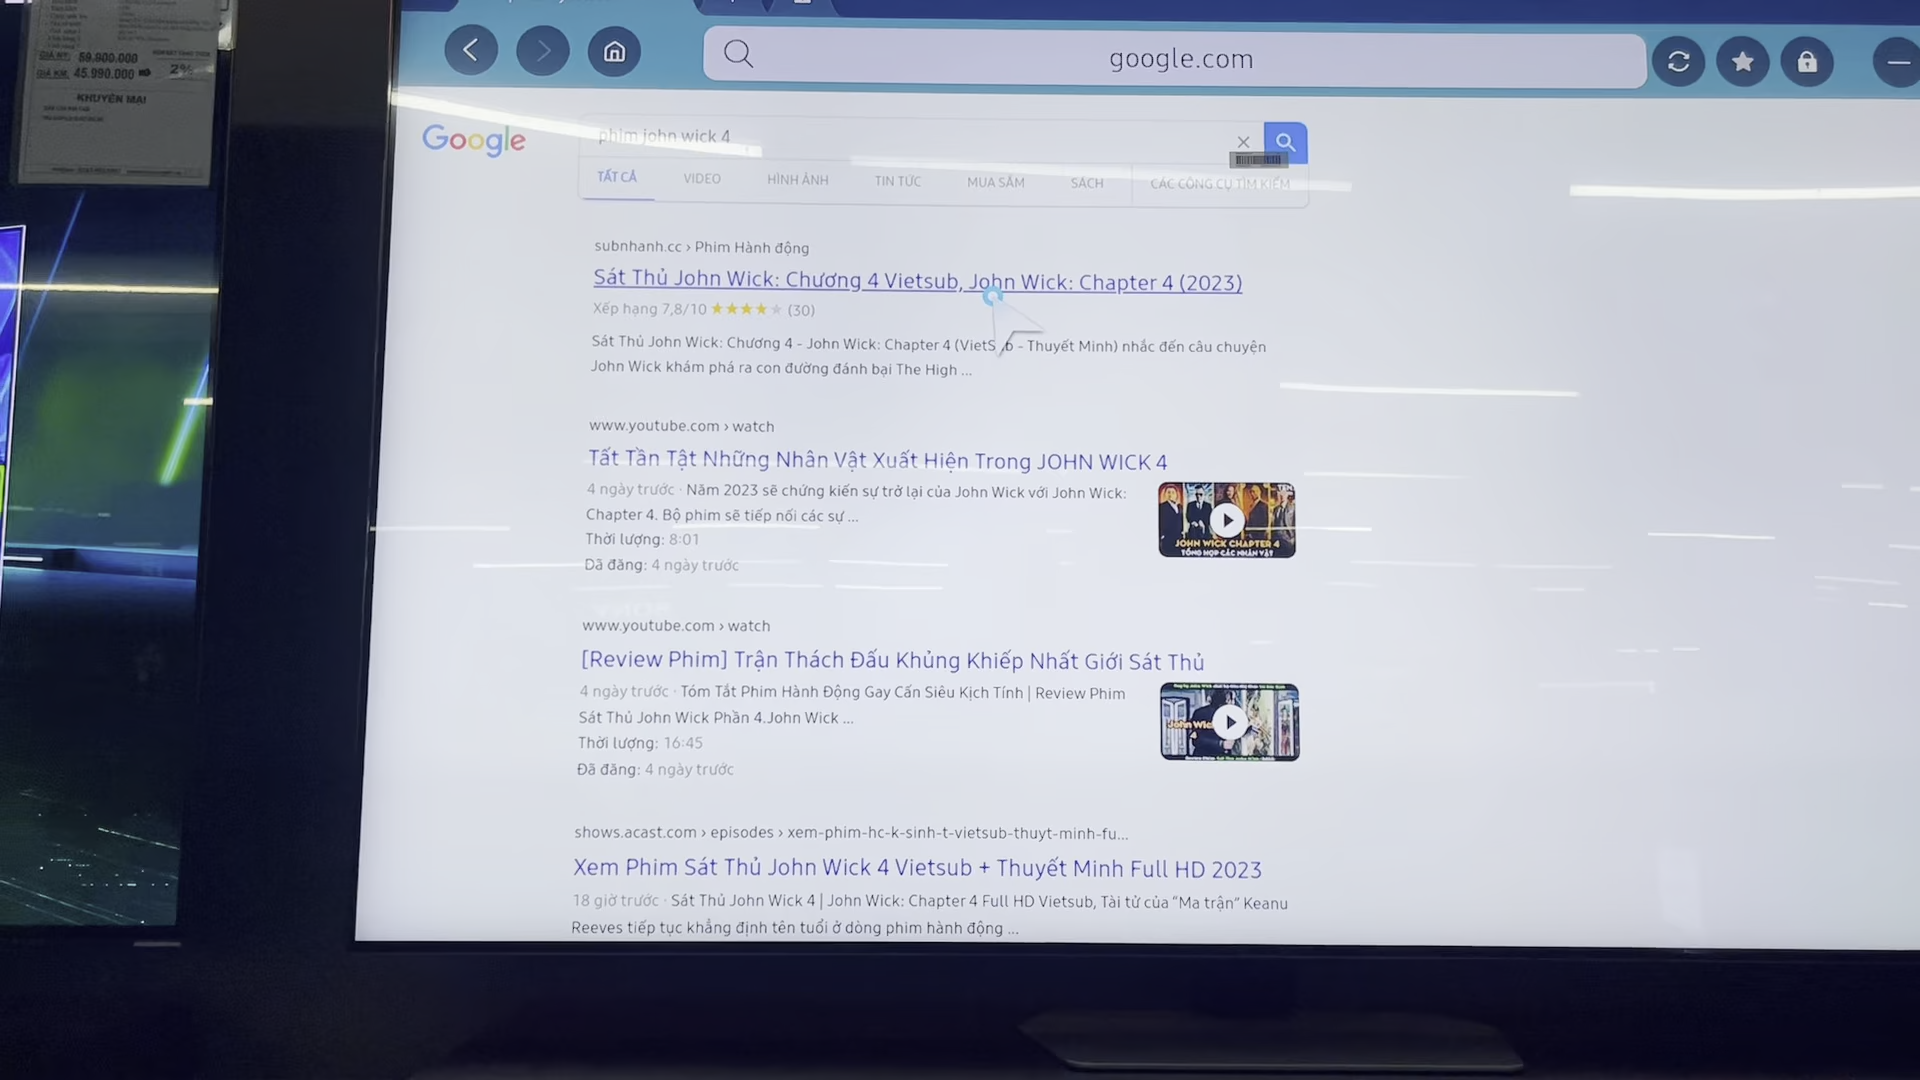 GIÁ NY: 59.900.000
GIÁ KM: 45.990.000
2%
KHUYẾN MẠI
google.com
Google
phim john wick 4
TẤT CẢ VIDEO HÌNH ẢNH TIN TỨC MUA SẮM SÁCH CÁC CÔNG CỤ TÌM KIẾM
subnhanh.cc › Phim Hành động
Sát Thủ John Wick: Chương 4 Vietsub, John Wick: Chapter 4 (2023)
Xếp hạng 7,8/10 ★★★★★ (30)
Sát Thủ John Wick: Chương 4 - John Wick: Chapter 4 - Thuyết Minh) nhắc đến câu chuyện
John Wick khám phá ra con đường đánh bại The High ...
www.youtube.com › watch
Tất Tần Tật Những Nhân Vật Xuất Hiện Trong JOHN WICK 4
4 ngày trước · Năm 2023 sẽ chứng kiến sự trở lại của John Wick với John Wick:
Chapter 4. Bộ phim sẽ tiếp nối các sự ...
Thời lượng: 8:01
Đã đăng: 4 ngày trước
JOHN WICK CHAPTER 4
TỔNG HỢP CÁC NHÂN VẬT
www.youtube.com › watch
[Review Phim] Trận Thách Đấu Khủng Khiếp Nhất Giới Sát Thủ
4 ngày trước · Tóm Tắt Phim Hành Động Gay Cấn Siêu Kịch Tính | Review Phim
Sát Thủ John Wick Phần 4.John Wick ...
Thời lượng: 16:45
Đã đăng: 4 ngày trước
shows.acast.com › episodes › xem-phim-hc-k-sinh-t-vietsub-thuyt-minh-fu...
Xem Phim Sát Thủ John Wick 4 Vietsub + Thuyết Minh Full HD 2023
18 giờ trước · Sát Thủ John Wick 4 | John Wick: Chapter 4 Full HD Vietsub, Tài tử của "Ma trận" Keanu
Reeves tiếp tục khẳng định tên tuổi ở dòng phim hành động ...